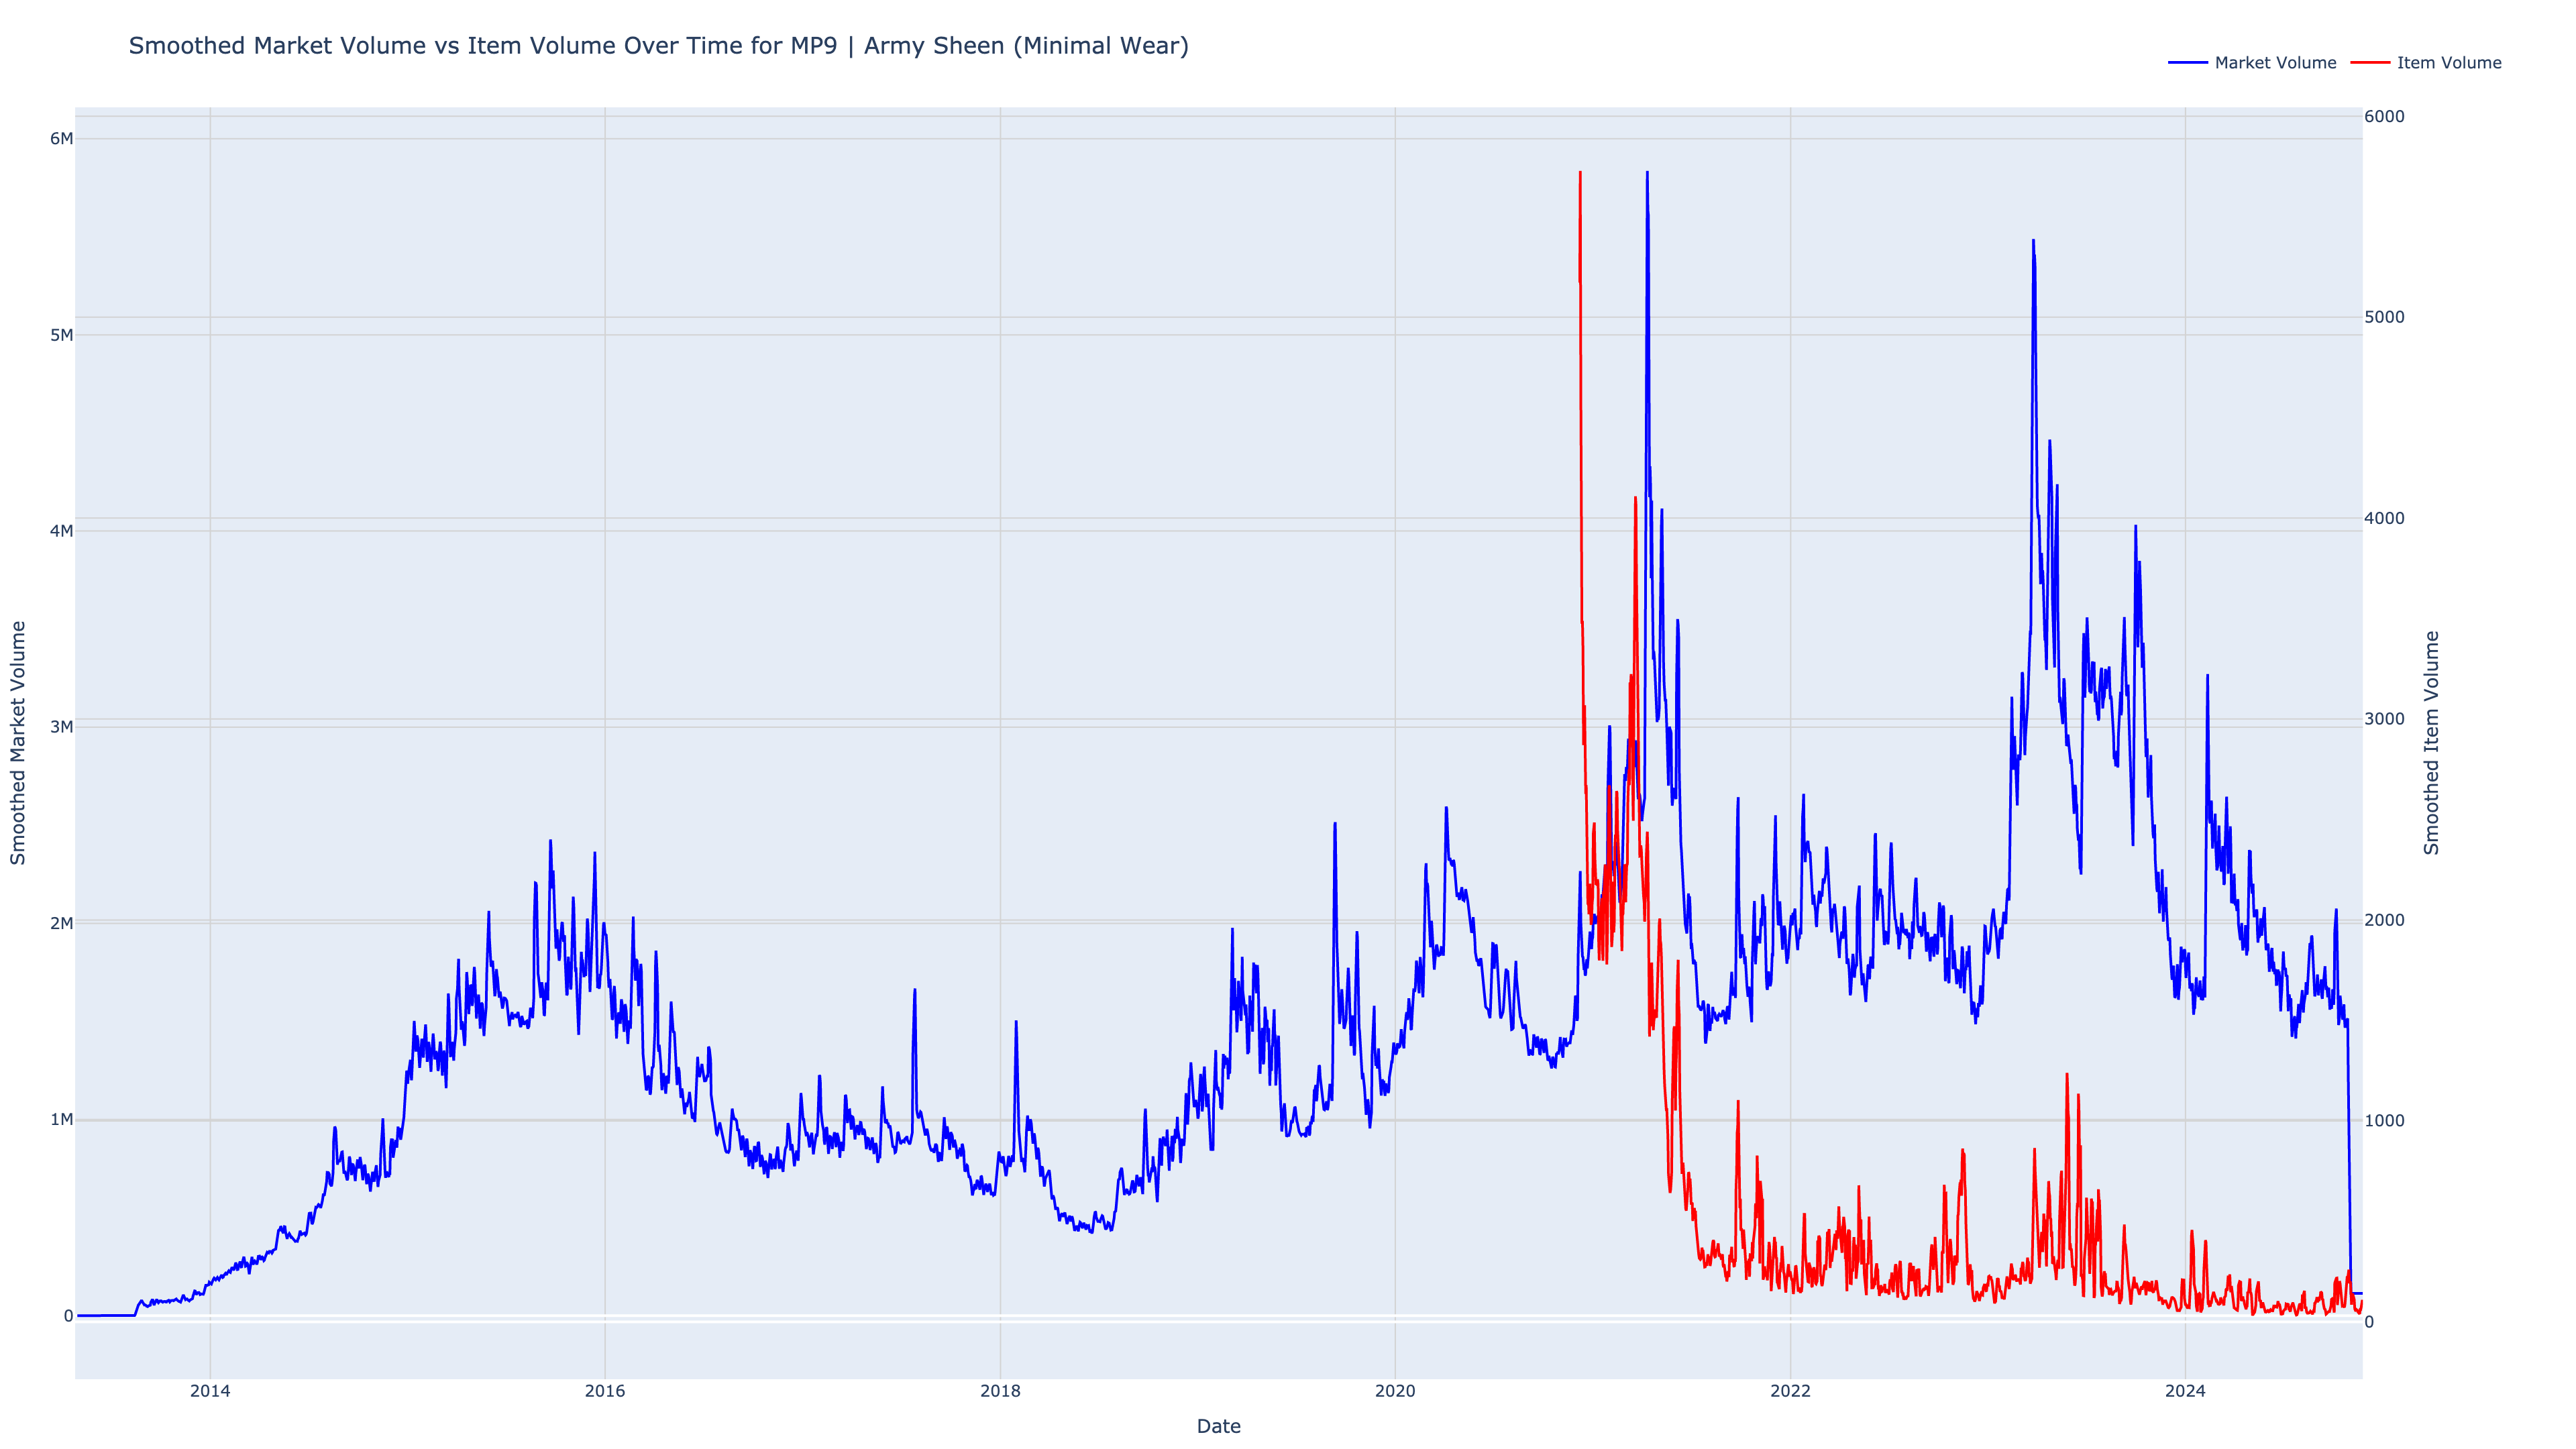 Smoothed Market Volume vs Item Volume Over Time for MP9 | Army Sheen (Minimal Wear)
Market Volume
Item Volume
6M
5M
4M
3M
2M
1M
0
Smoothed Market Volume
6000
5000
4000
3000
2000
1000
0
Smoothed Item Volume
2014
2016
2018
2020
2022
2024
Date